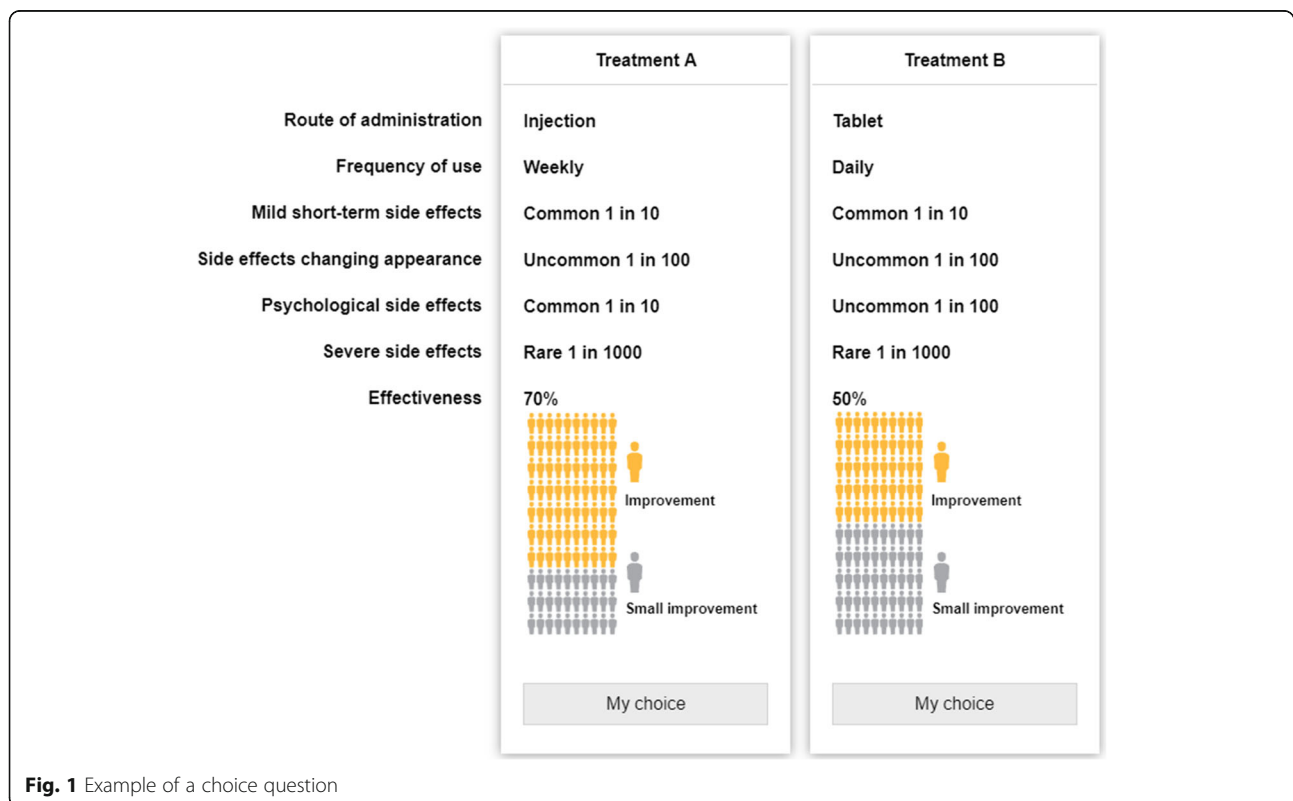 Treatment A Treatment B
Route of administration Injection Tablet
Frequency of use Weekly Daily
Mild short-term side effects Common 1 in 10 Common 1 in 10
Side effects changing appearance Uncommon 1 in 100 Uncommon 1 in 100
Psychological side effects Common 1 in 10 Uncommon 1 in 100
Severe side effects Rare 1 in 1000 Rare 1 in 1000
Effectiveness 70% 50%
Improvement Improvement
Small improvement Small improvement
My choice My choice
Fig. 1 Example of a choice question